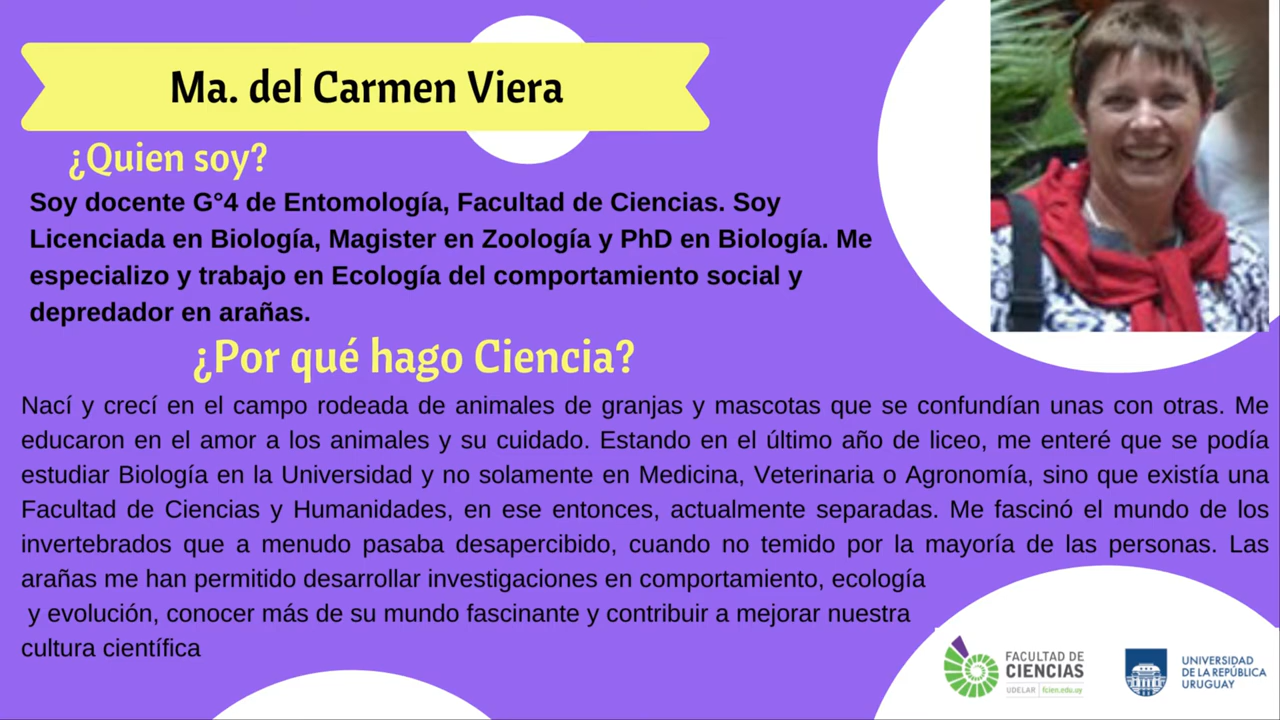 Ma. del Carmen Viera
¿Quien soy?
Soy docente G°4 de Entomología, Facultad de Ciencias. Soy
Licenciada en Biología, Magister en Zoología y PhD en Biología. Me
especializo y trabajo en Ecología del comportamiento social y
depredador en arañas.
¿Por qué hago Ciencia?
Nací y crecí en el campo rodeada de animales de granjas y mascotas que se confundían unas con otras. Me
educaron en el amor a los animales y su cuidado. Estando en el último año de liceo, me enteré que se podía
estudiar Biología en la Universidad y no solamente en Medicina, Veterinaria o Agronomía, sino que existía una
Facultad de Ciencias y Humanidades, en ese entonces, actualmente separadas. Me fascinó el mundo de los
invertebrados que a menudo pasaba desapercibido, cuando no temido por la mayoría de las personas. Las
arañas me han permitido desarrollar investigaciones en comportamiento, ecología
y evolución, conocer más de su mundo fascinante y contribuir a mejorar nuestra
cultura científica
FACULTAD DE
CIENCIAS
UDELAR | fcien.edu.uy
UNIVERSIDAD
DE LA REPÚBLICA
URUGUAY